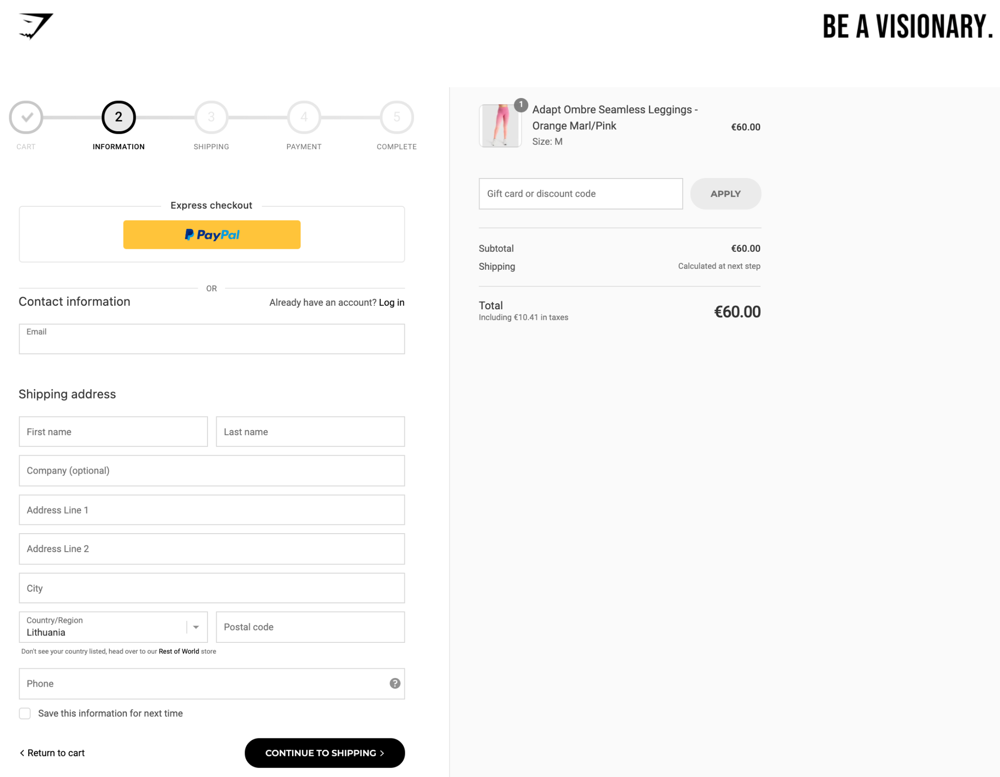 BE A VISIONARY.
2
3
4
5
CART
INFORMATION
SHIPPING
PAYMENT
COMPLETE
Express checkout
PayPal
OR
Contact information
Already have an account? Log in
Email
Shipping address
First name
Last name
Company (optional)
Address Line 1
Address Line 2
City
Country/Region
Lithuania
Postal code
Don't see your country listed, head over to our Rest of World store
Phone
?
Save this information for next time
< Return to cart
CONTINUE TO SHIPPING >
1
Adapt Ombre Seamless Leggings -
Orange Marl/Pink
Size: M
€60.00
Gift card or discount code
APPLY
Subtotal
€60.00
Shipping
Calculated at next step
Total
Including €10.41 in taxes
€60.00